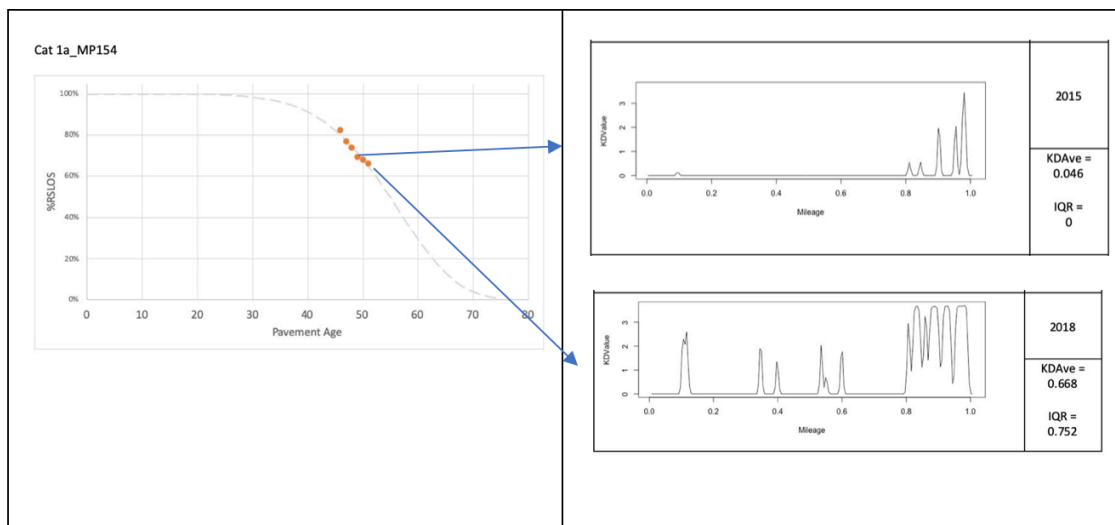 Cat 1a_MP154
100%
80%
60%
40%
20%
0%
%RSLOS
0 10 20 30 40 50 60 70 80
Pavement Age
KDValue
3
2
1
0
0.0 0.2 0.4 0.6 0.8 1.0
Mileage
2015
KDAve =
0.046
IQR =
0
KDValue
3
2
1
0
0.0 0.2 0.4 0.6 0.8 1.0
Mileage
2018
KDAve =
0.668
IQR =
0.752